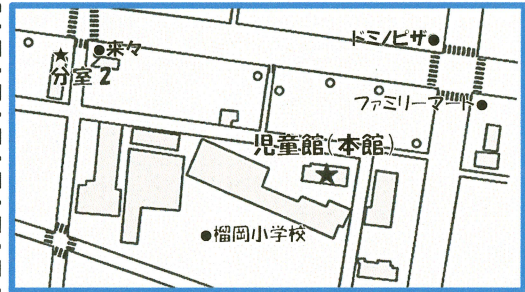 ドミノピザ
来々
分室2
ファミリーマート
児童館(本館)
榴岡小学校